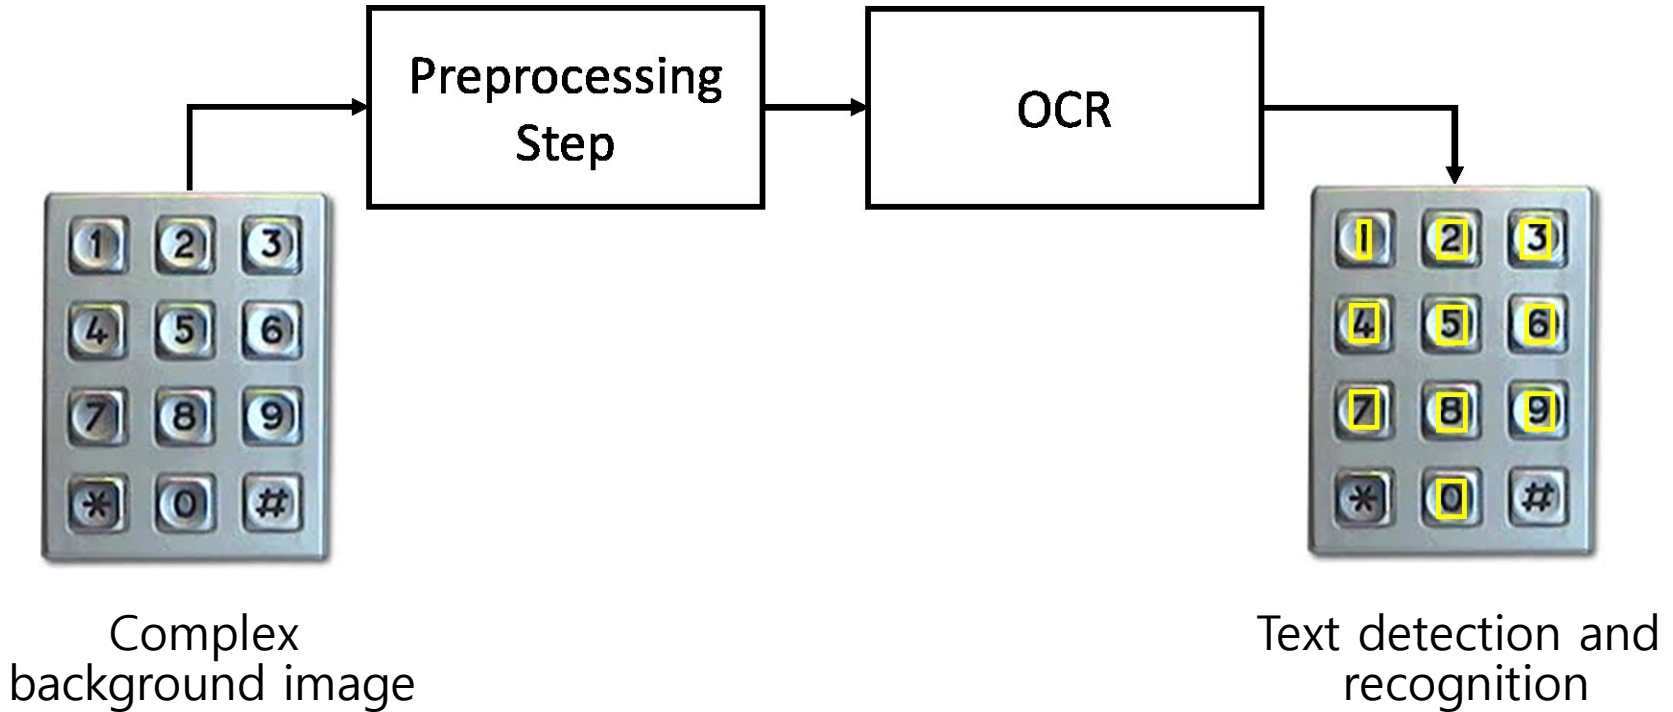 Preprocessing
Step
OCR
1 2 3
4 5 6
7 8 9
* 0 #
1 2 3
4 5 6
7 8 9
* 0 #
Complex
background image
Text detection and
recognition